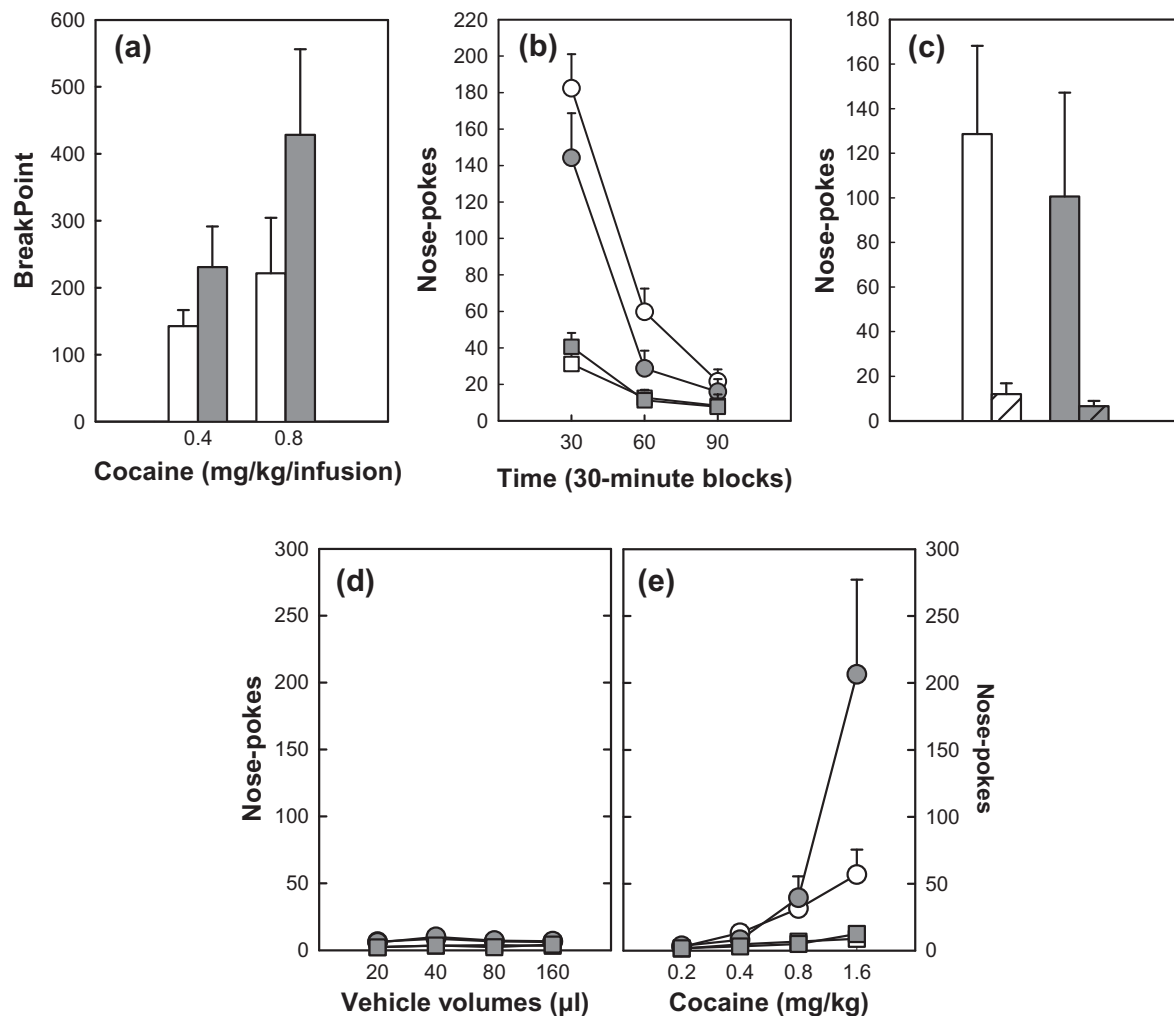 (a)
BreakPoint
600
500
400
300
200
100
0
0.4 0.8
Cocaine (mg/kg/infusion)
(b)
Nose-pokes
220
200
180
160
140
120
100
80
60
40
20
0
30 60 90
Time (30-minute blocks)
(c)
Nose-pokes
180
160
140
120
100
80
60
40
20
0
(d)
Nose-pokes
300
250
200
150
100
50
0
20 40 80 160
Vehicle volumes (µl)
(e)
300
250
200
150
100
50
0
Nose-pokes
0.2 0.4 0.8 1.6
Cocaine (mg/kg)